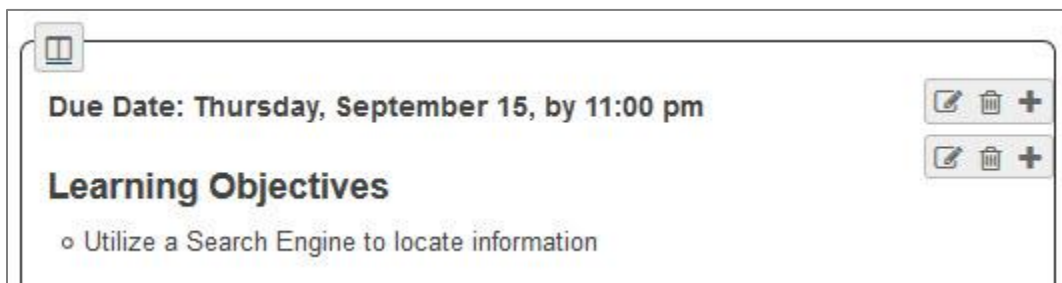 Due Date: Thursday, September 15, by 11:00 pm
Learning Objectives
Utilize a Search Engine to locate information